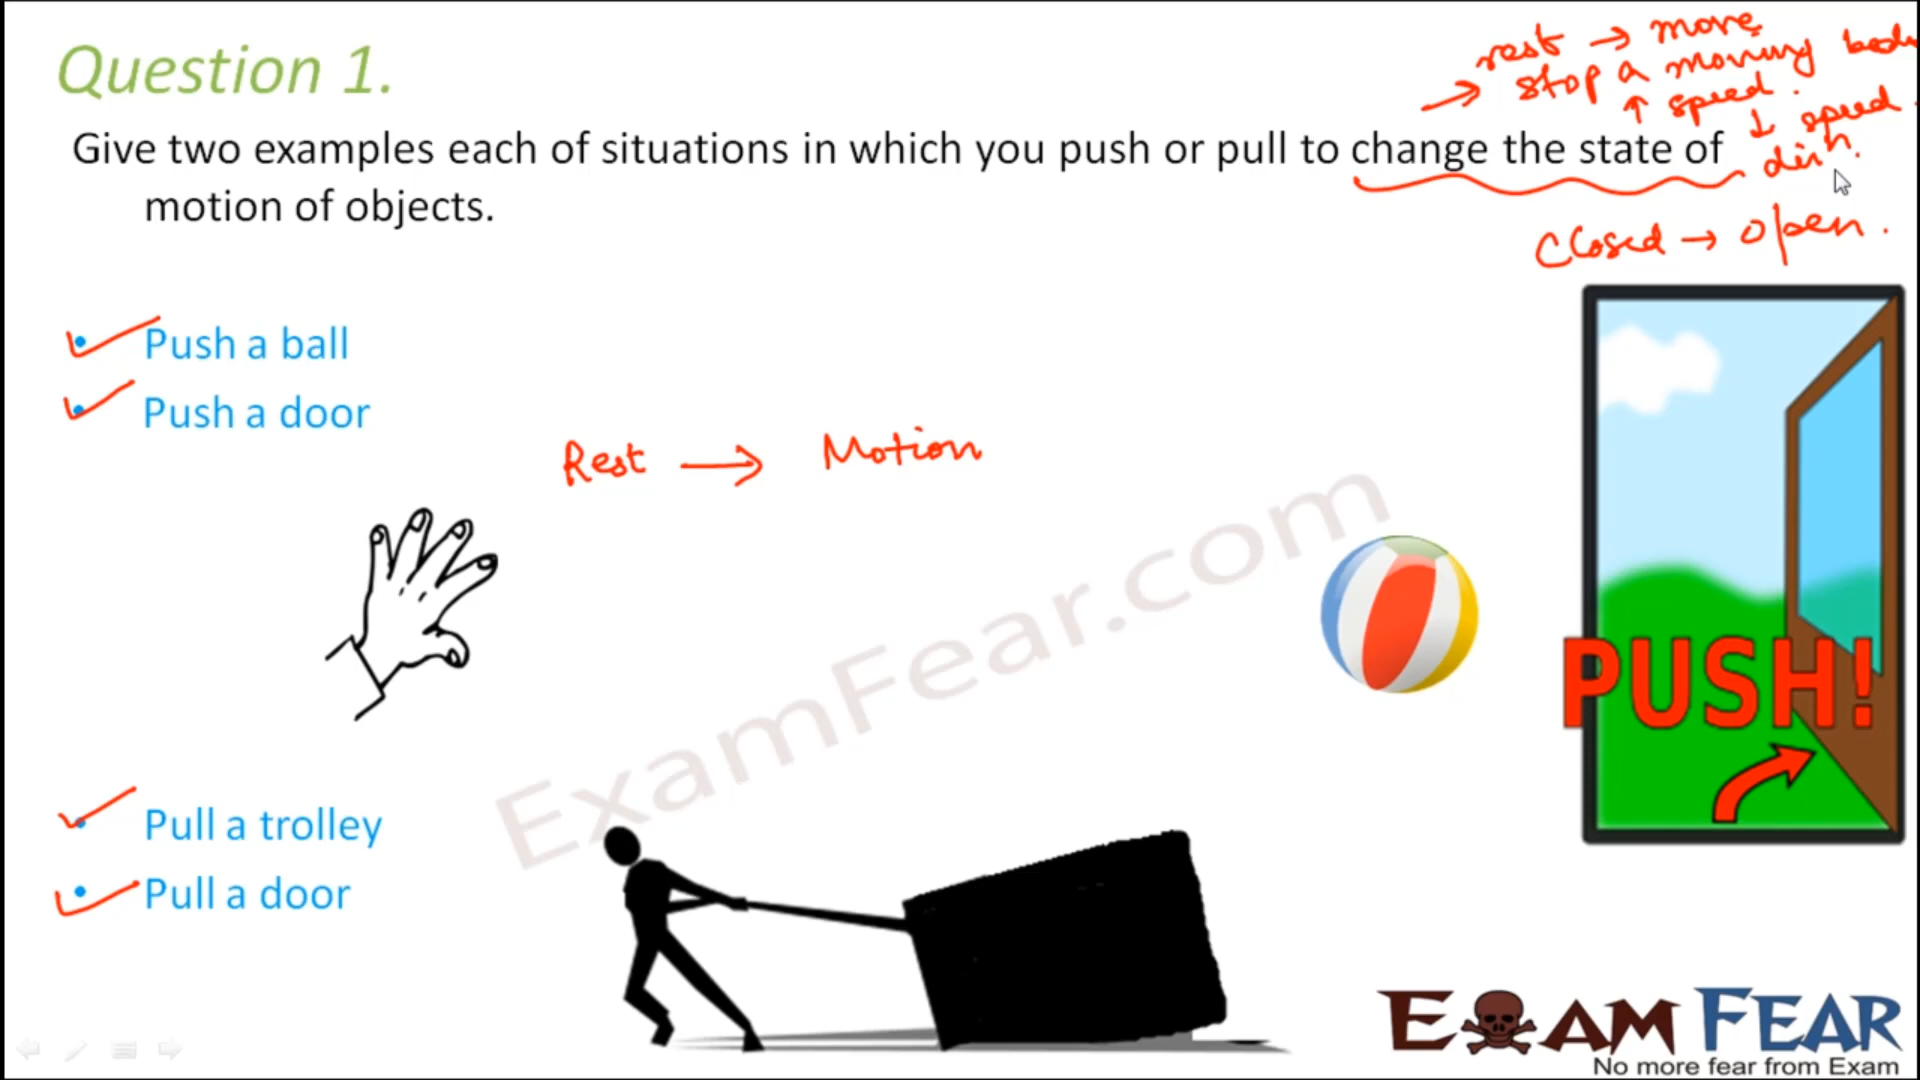 Question 1.
rest → move
→ stop a moving body
↑ speed.
↓ speed.
dirn.
Give two examples each of situations in which you push or pull to change the state of
motion of objects.
Closed → open.
• Push a ball
• Push a door
Rest → Motion
ExamFear.com
PUSH!
• Pull a trolley
• Pull a door
EXAM FEAR
No more fear from Exam